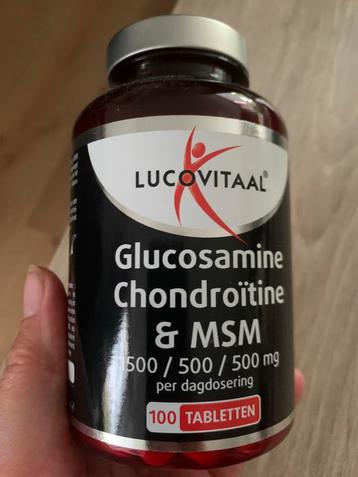 LUCOVITAAL®
Glucosamine
Chondroïtine
& MSM
1500 / 500 / 500 mg
per dagdosering
100 TABLETTEN